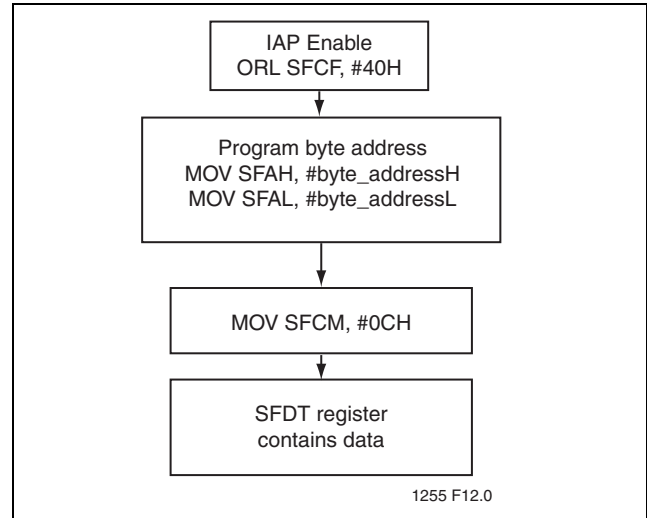 IAP Enable
ORL SFCF, #40H
Program byte address
MOV SFAH, #byte_addressH
MOV SFAL, #byte_addressL
MOV SFCM, #0CH
SFDT register
contains data
1255 F12.0